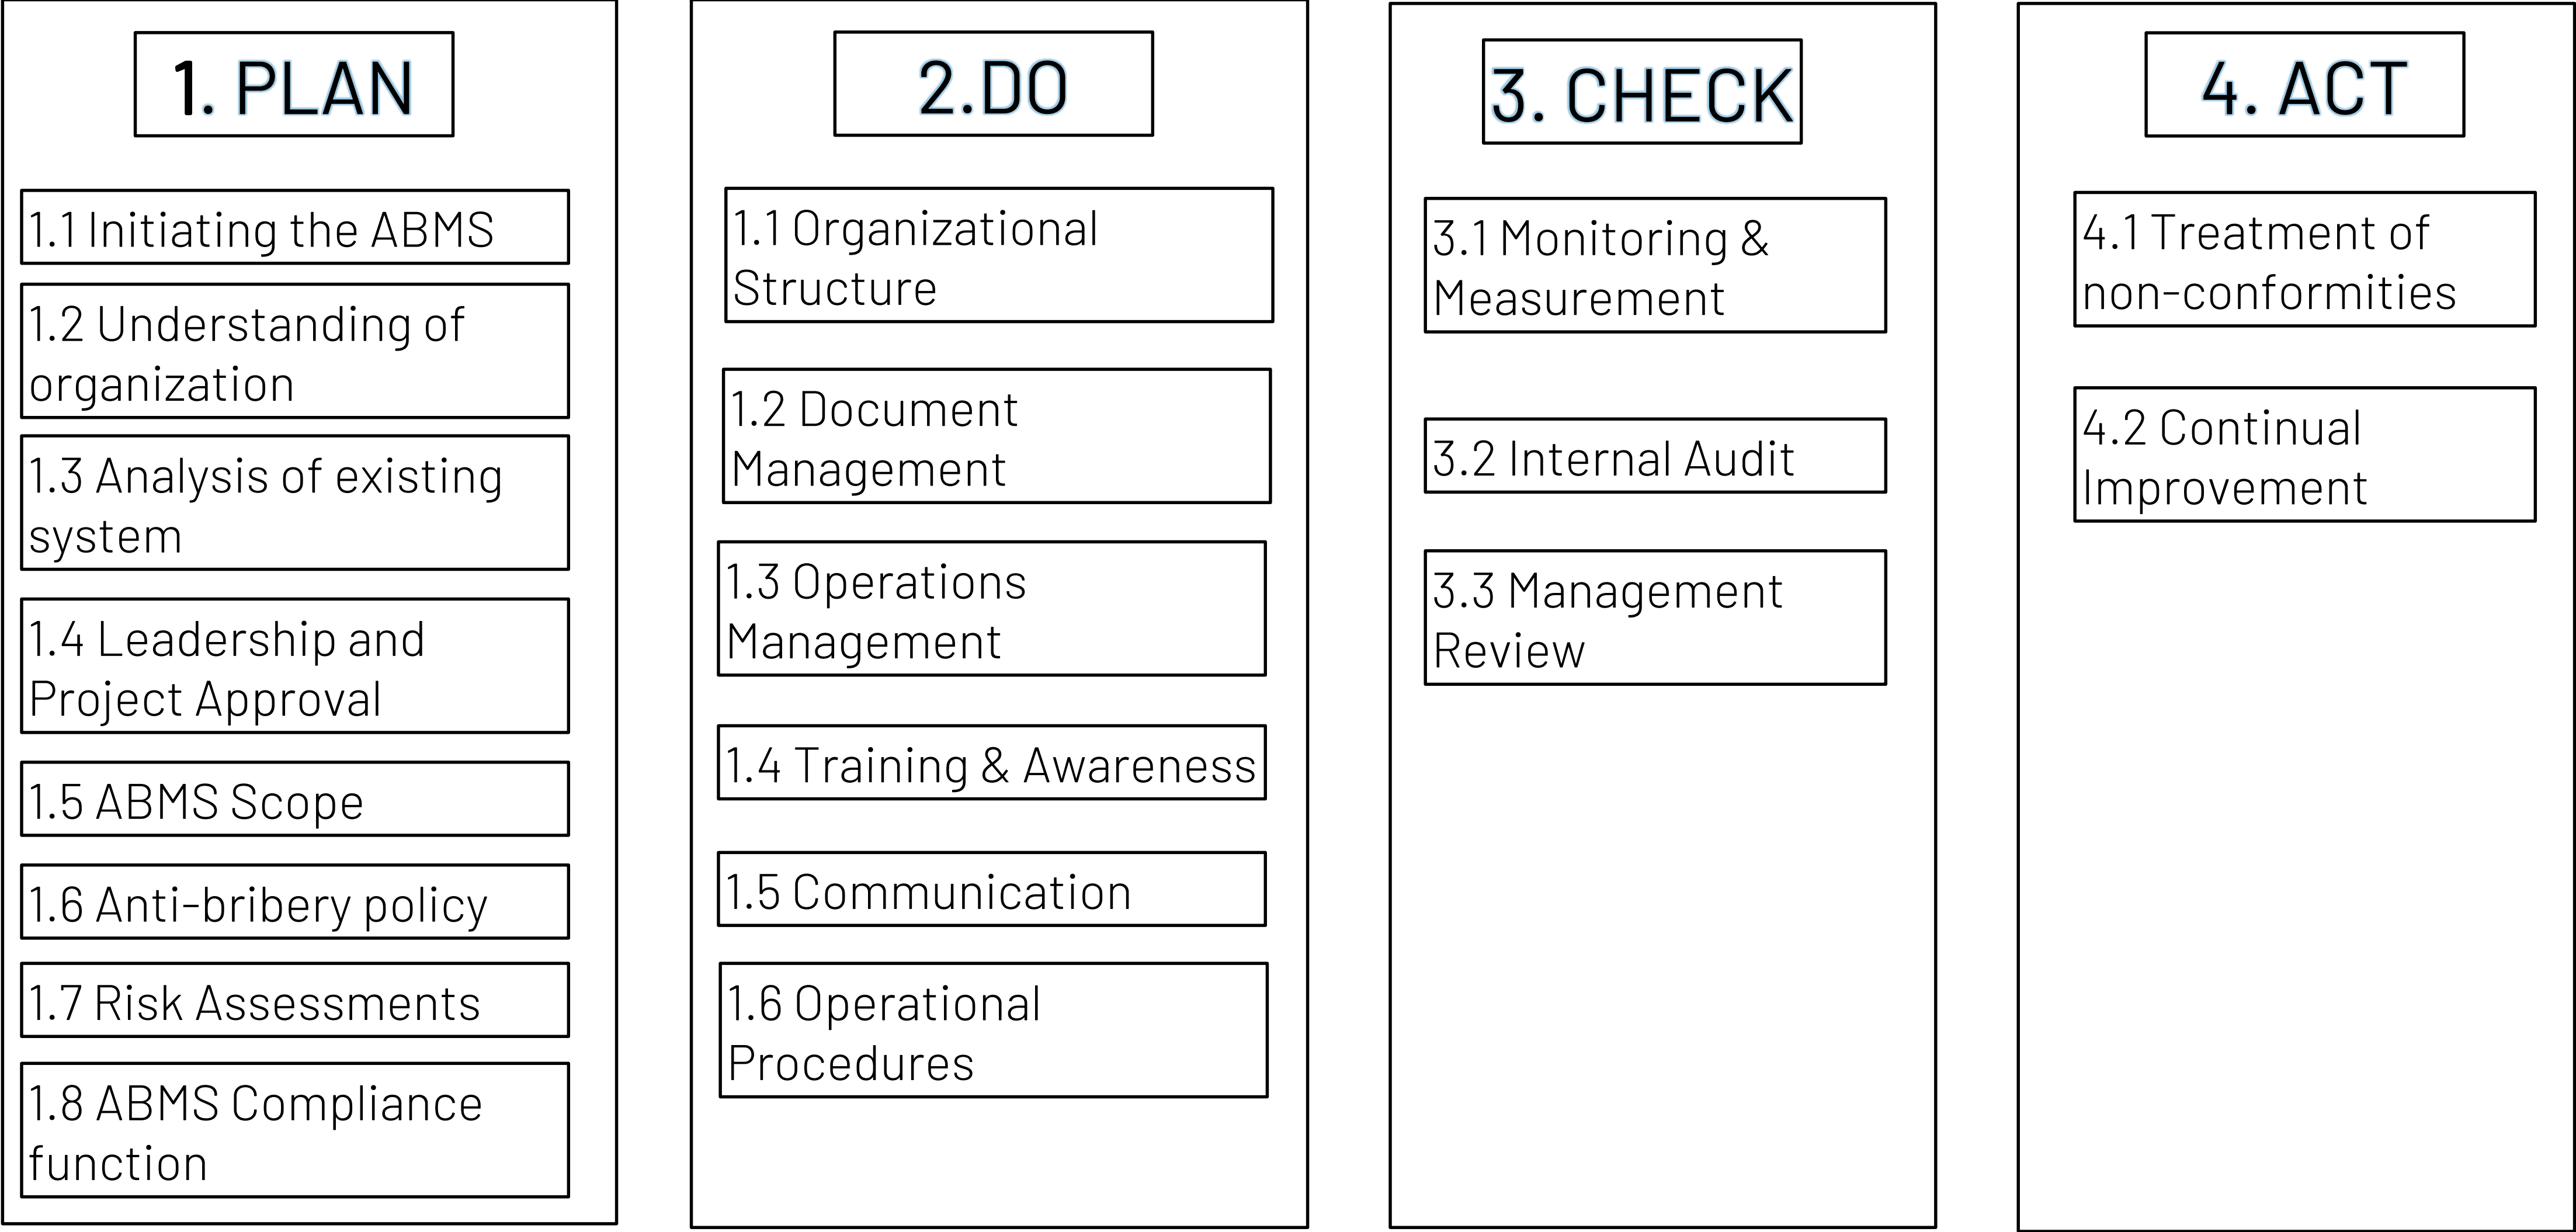 1. PLAN
1.1 Initiating the ABMS
1.2 Understanding of
organization
1.3 Analysis of existing
system
1.4 Leadership and
Project Approval
1.5 ABMS Scope
1.6 Anti-bribery policy
1.7 Risk Assessments
1.8 ABMS Compliance
function
2.DO
1.1 Organizational
Structure
1.2 Document
Management
1.3 Operations
Management
1.4 Training & Awareness
1.5 Communication
1.6 Operational
Procedures
3. CHECK
3.1 Monitoring &
Measurement
3.2 Internal Audit
3.3 Management
Review
4. ACT
4.1 Treatment of
non-conformities
4.2 Continual
Improvement